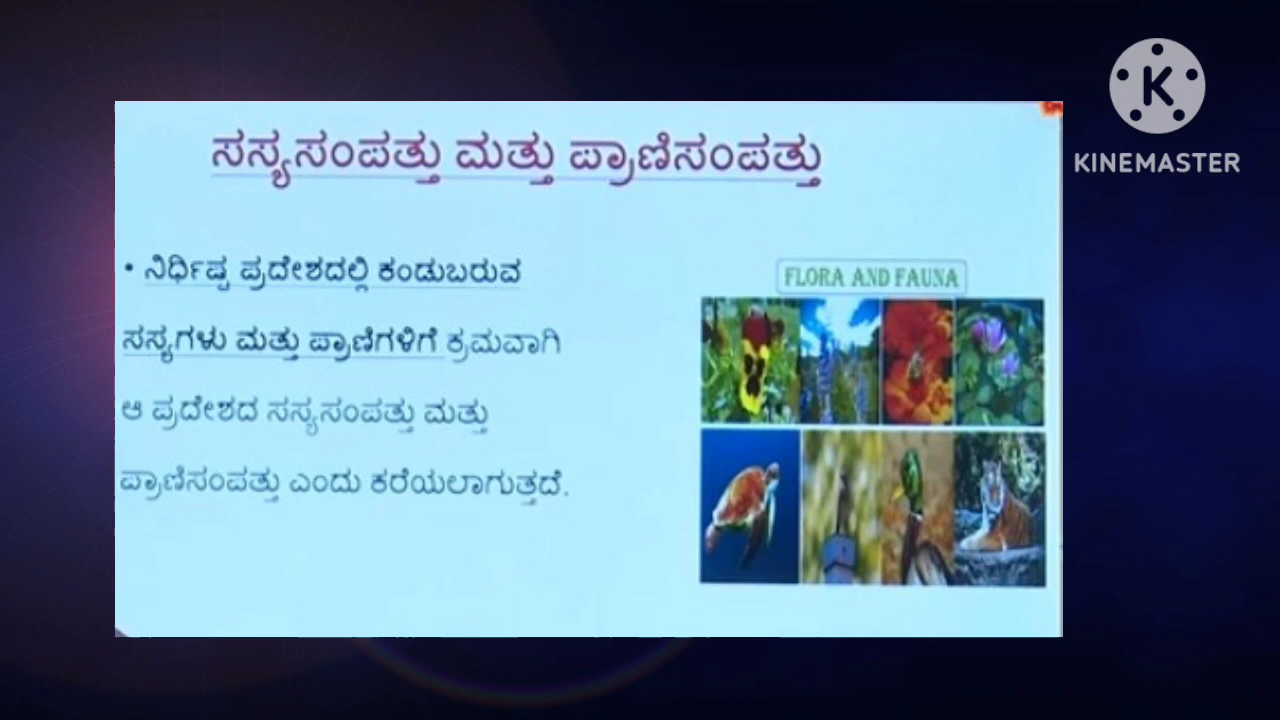 ಸಸ್ಯಸಂಪತ್ತು ಮತ್ತು ಪ್ರಾಣಿಸಂಪತ್ತು
• ನಿರ್ಧಿಷ್ಟ ಪ್ರದೇಶದಲ್ಲಿ ಕಂಡುಬರುವ
ಸಸ್ಯಗಳು ಮತ್ತು ಪ್ರಾಣಿಗಳಿಗೆ ಕ್ರಮವಾಗಿ
ಆ ಪ್ರದೇಶದ ಸಸ್ಯಸಂಪತ್ತು ಮತ್ತು
ಪ್ರಾಣಿಸಂಪತ್ತು ಎಂದು ಕರೆಯಲಾಗುತ್ತದೆ.
FLORA AND FAUNA
KINEMASTER